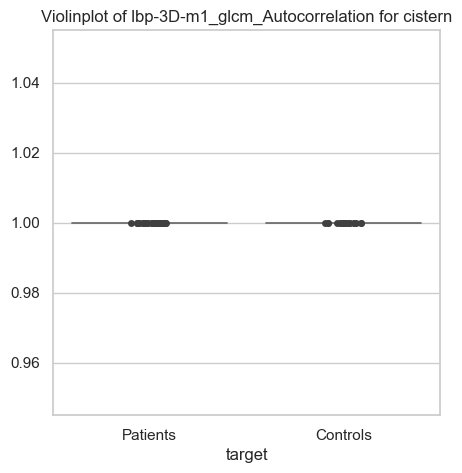 Violinplot of lbp-3D-m1_glcm_Autocorrelation for cistern
1.04
1.02
1.00
0.98
0.96
Patients Controls
target